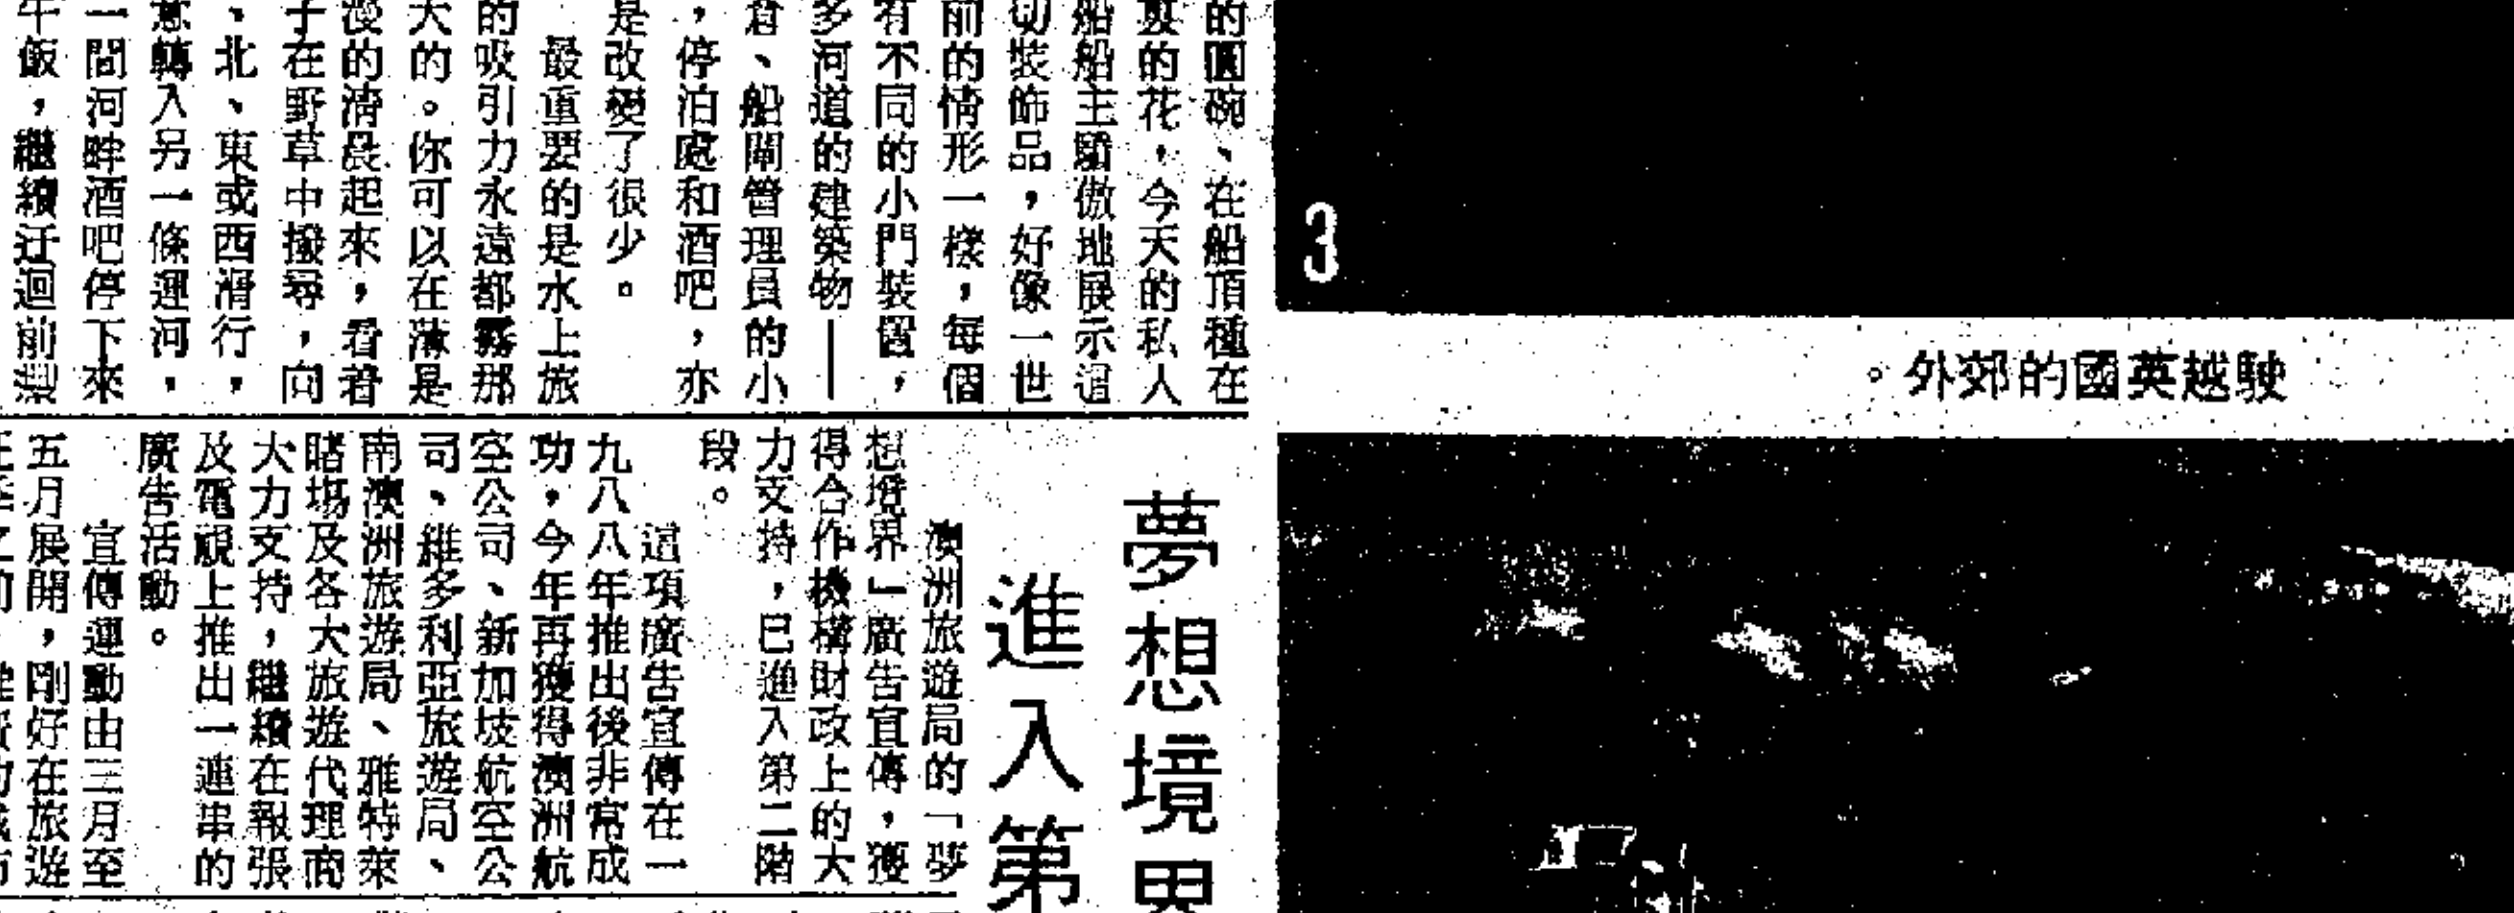 3
駛越英國的郊外。
的圓碗、在船頂種在
的花，今天的私人
船船主驕傲地展示這
切裝飾品，好像一世
前的情形一樣，每個
有不同的小門裝置，
多河道的建築物——
倉、船閘管理員的小
，停泊處和酒吧，亦
是改變了很少。
最重要的是水上旅
的吸引力永遠都霧那
大的。你可以在薄是
漫的清晨起來，看着
子在野草中搬尋，向
、北、東或西滑行，
意轉入另一條運河，
一間河畔酒吧停下來
午飯，繼續迂迴前
夢想境界
進入第
澳洲旅遊局的「夢
想境界」廣告宣傳，獲
得合作機構財政上的大
力支持，已進入第二階
段。
這項廣告宣傳在一
九八八年推出後非常成
功，今年再獲得澳洲航
空公司、新加坡航空公
司、維多利亞旅遊局、
南澳洲旅游局、雅特萊
賭場及各大旅遊代理商
大力支持，繼續在報張
及電視上推出一連串的
廣告活動。
宣傳運動由三月至
五月展開，剛好在旅遊